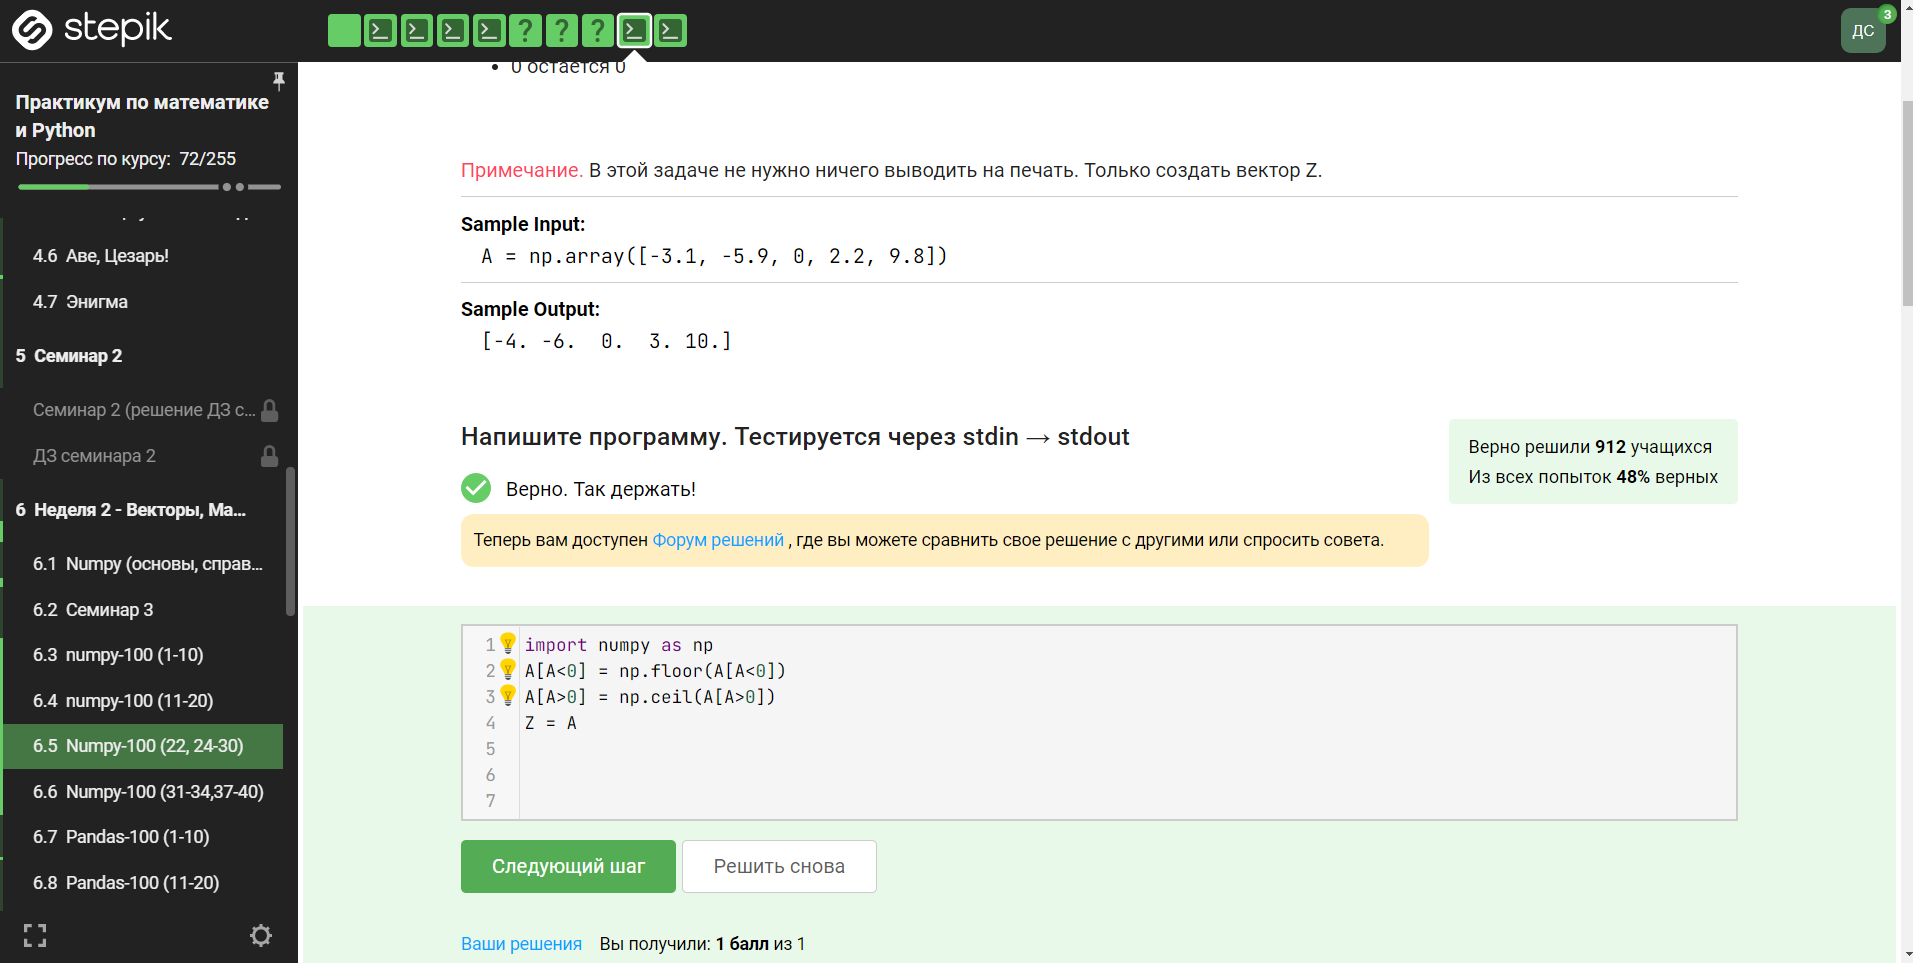 stepik
? ? ?
ДС
3
Практикум по математике
и Python
Прогресс по курсу: 72/255
4.6 Аве, Цезарь!
4.7 Энигма
5 Семинар 2
Семинар 2 (решение ДЗ с...
ДЗ семинара 2
6 Неделя 2 - Векторы, Ма...
6.1 Numpy (основы, справ...
6.2 Семинар 3
6.3 numpy-100 (1-10)
6.4 numpy-100 (11-20)
6.5 Numpy-100 (22, 24-30)
6.6 Numpy-100 (31-34,37-40)
6.7 Pandas-100 (1-10)
6.8 Pandas-100 (11-20)
0 остается 0
Примечание. В этой задаче не нужно ничего выводить на печать. Только создать вектор Z.
Sample Input:
A = np.array([-3.1, -5.9, 0, 2.2, 9.8])
Sample Output:
[-4. -6.  0.  3. 10.]
Напишите программу. Тестируется через stdin → stdout
Верно. Так держать!
Теперь вам доступен Форум решений , где вы можете сравнить свое решение с другими или спросить совета.
Верно решили 912 учащихся
Из всех попыток 48% верных
1 import numpy as np
2 A[A<0] = np.floor(A[A<0])
3 A[A>0] = np.ceil(A[A>0])
4 Z = A
5
6
7
Следующий шаг
Решить снова
Ваши решения Вы получили: 1 балл из 1